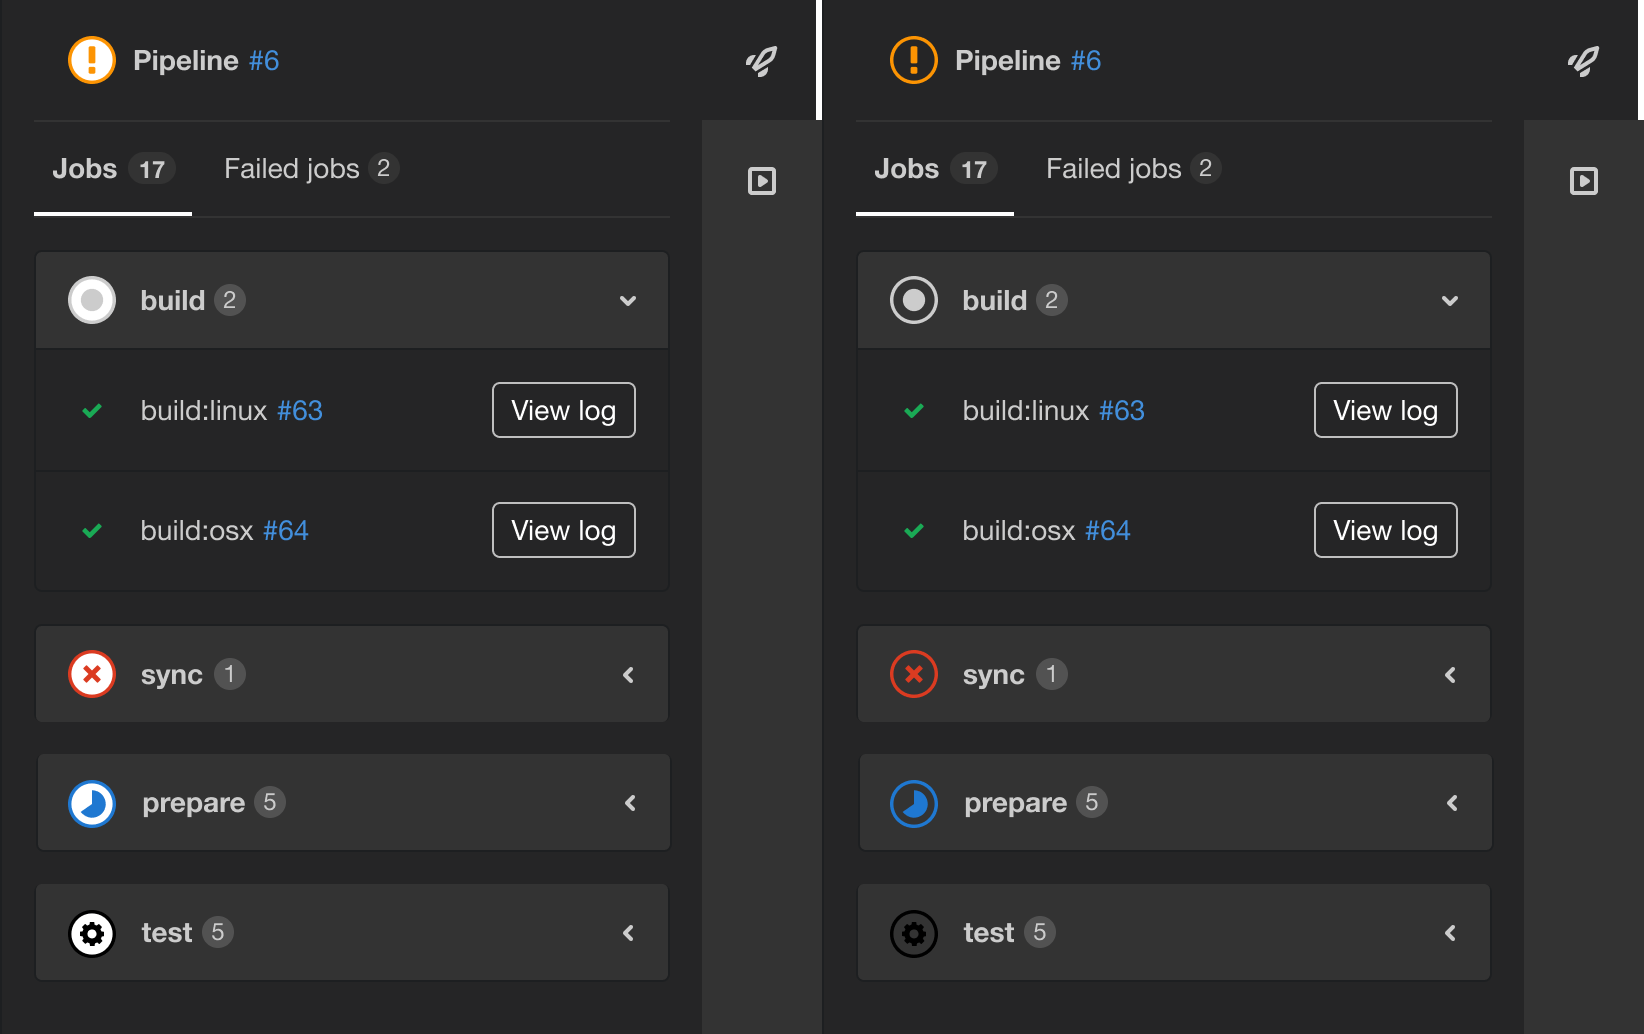 Pipeline #6
Jobs 17 Failed jobs 2
build 2
build:linux #63 View log
build:osx #64 View log
sync 1
prepare 5
test 5
Pipeline #6
Jobs 17 Failed jobs 2
build 2
build:linux #63 View log
build:osx #64 View log
sync 1
prepare 5
test 5